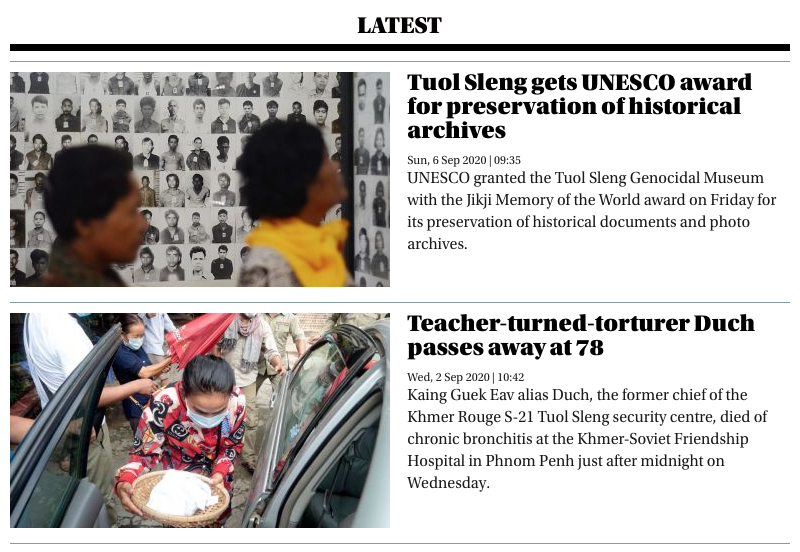 LATEST
Tuol Sleng gets UNESCO award
for preservation of historical
archives
Sun, 6 Sep 2020 | 09:35
UNESCO granted the Tuol Sleng Genocidal Museum
with the Jikji Memory of the World award on Friday for
its preservation of historical documents and photo
archives.
Teacher-turned-torturer Duch
passes away at 78
Wed, 2 Sep 2020 | 10:42
Kaing Guek Eav alias Duch, the former chief of the
Khmer Rouge S-21 Tuol Sleng security centre, died of
chronic bronchitis at the Khmer-Soviet Friendship
Hospital in Phnom Penh just after midnight on
Wednesday.